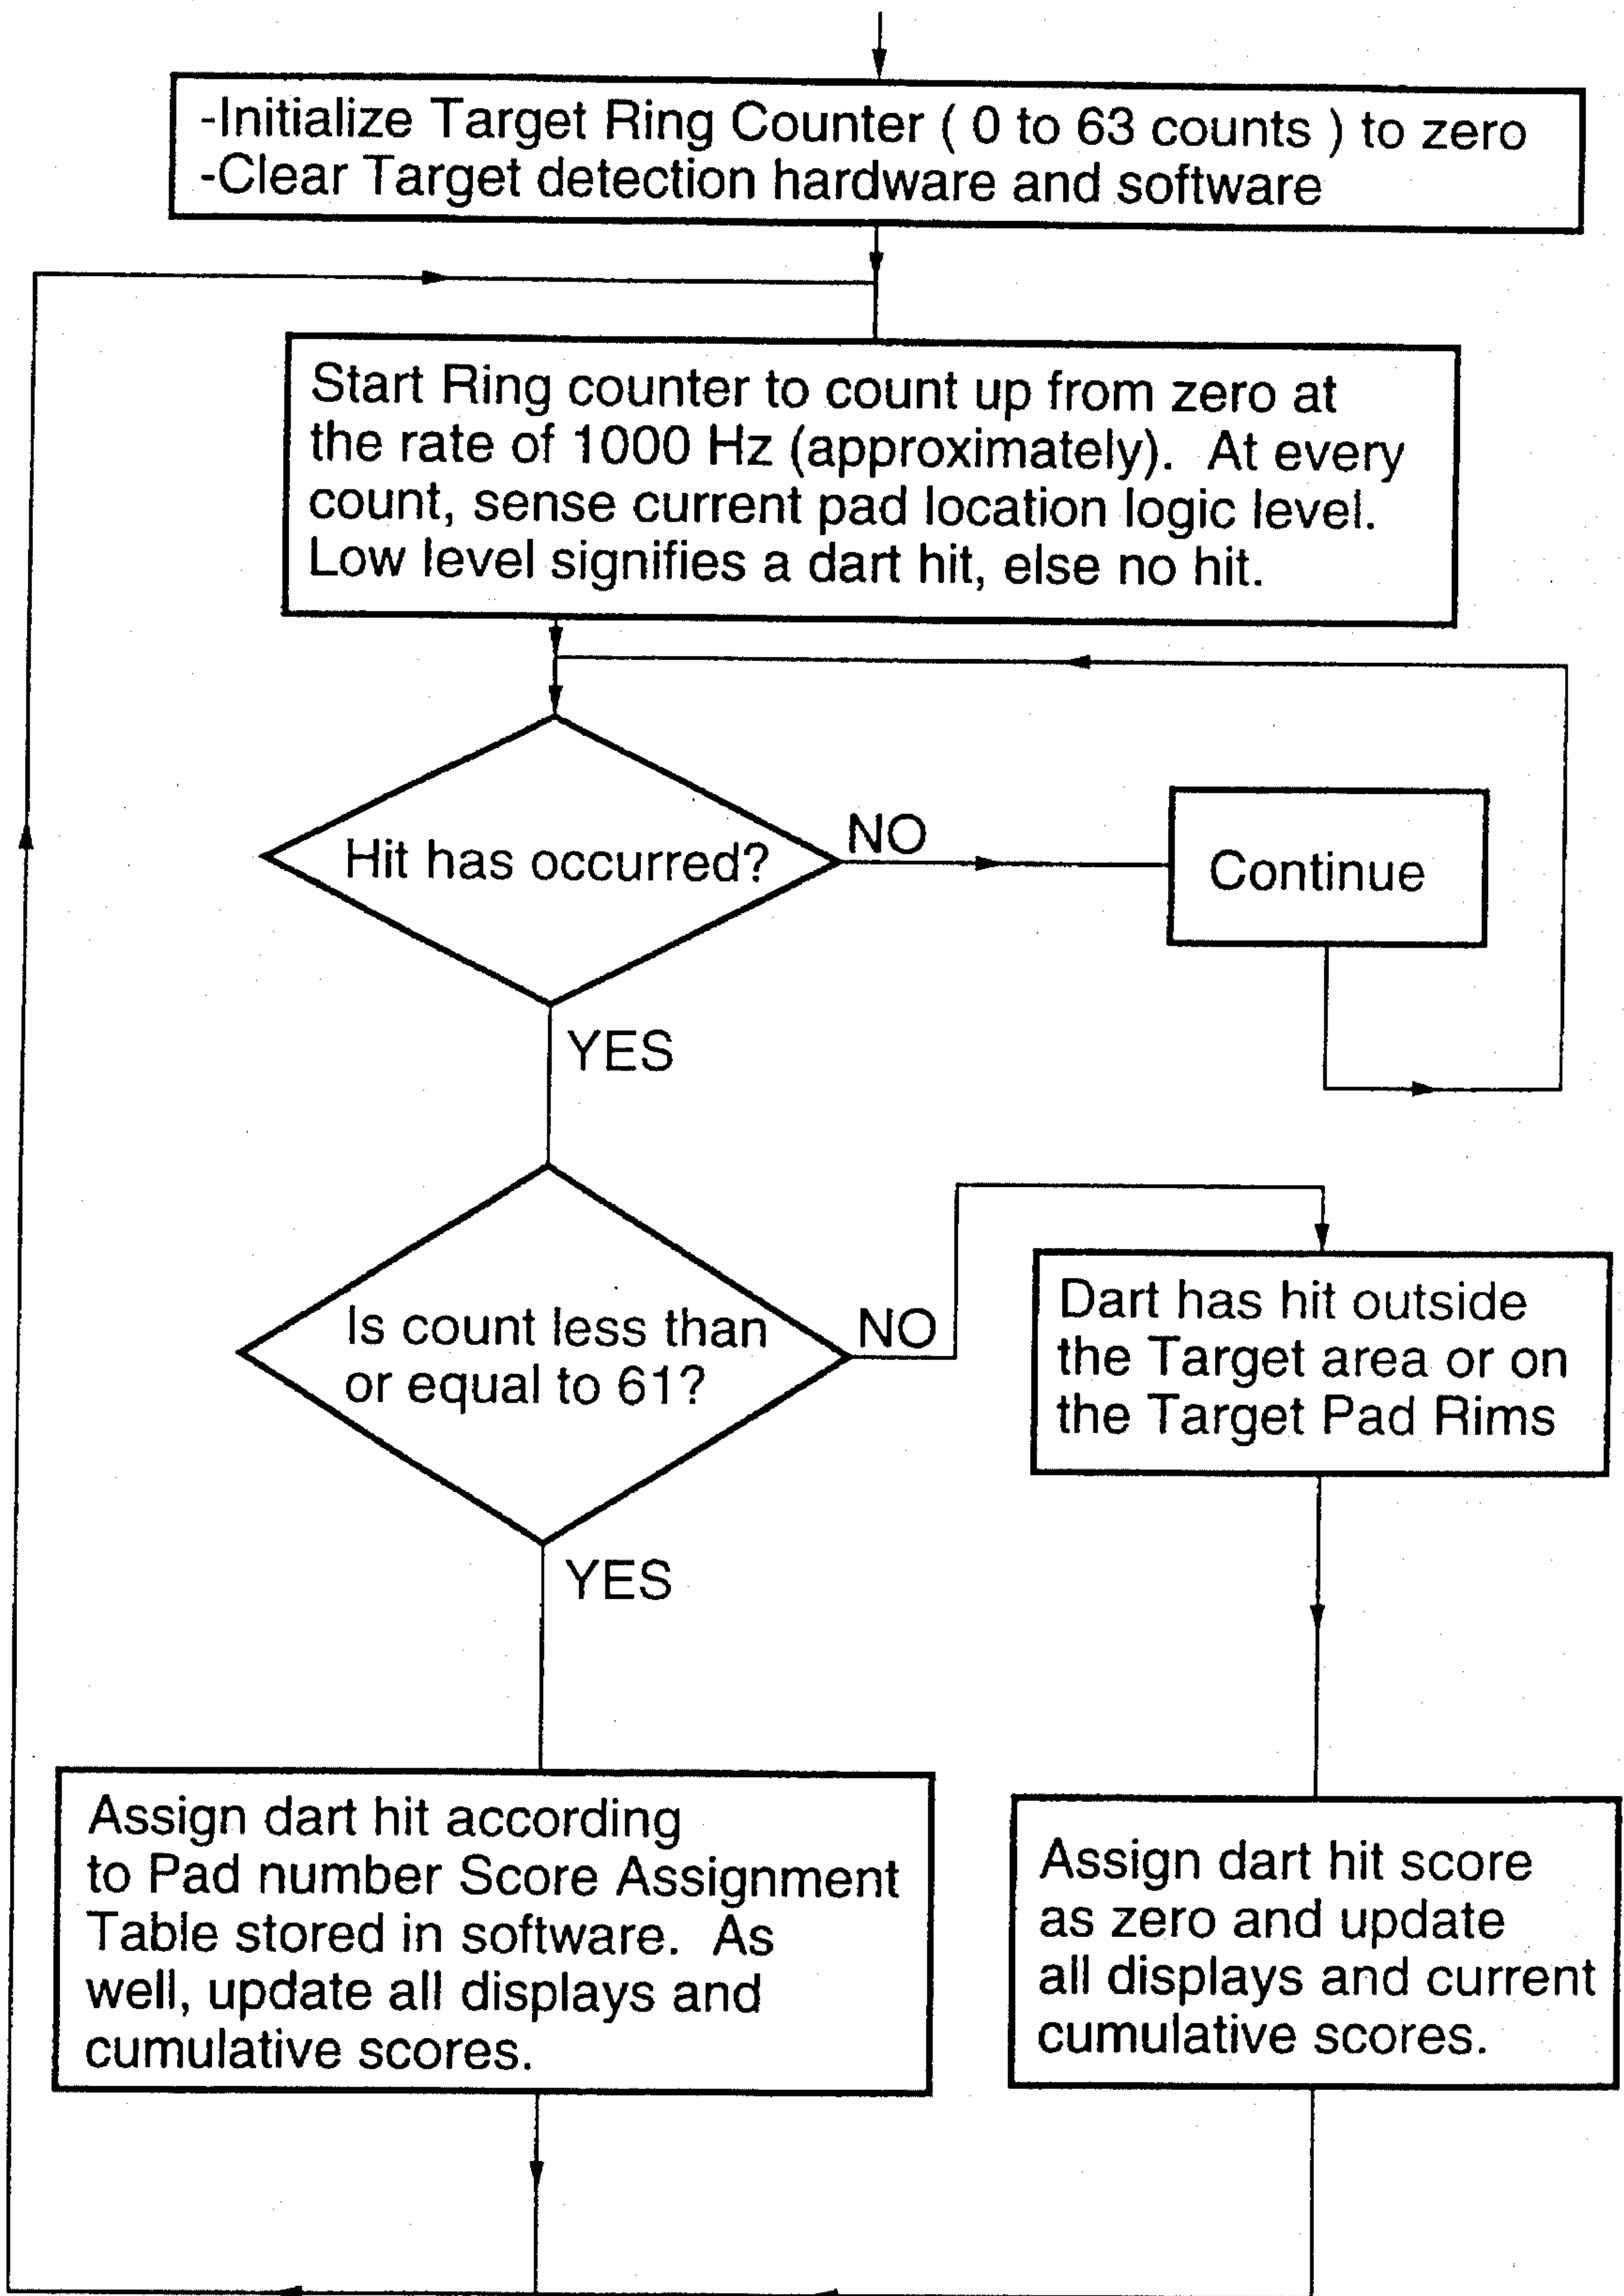 -Initialize Target Ring Counter ( 0 to 63 counts ) to zero
-Clear Target detection hardware and software
Start Ring counter to count up from zero at
the rate of 1000 Hz (approximately). At every
count, sense current pad location logic level.
Low level signifies a dart hit, else no hit.
Hit has occurred?
NO
Continue
YES
Is count less than
or equal to 61?
NO
Dart has hit outside
the Target area or on
the Target Pad Rims
YES
Assign dart hit according
to Pad number Score Assignment
Table stored in software. As
well, update all displays and
cumulative scores.
Assign dart hit score
as zero and update
all displays and current
cumulative scores.